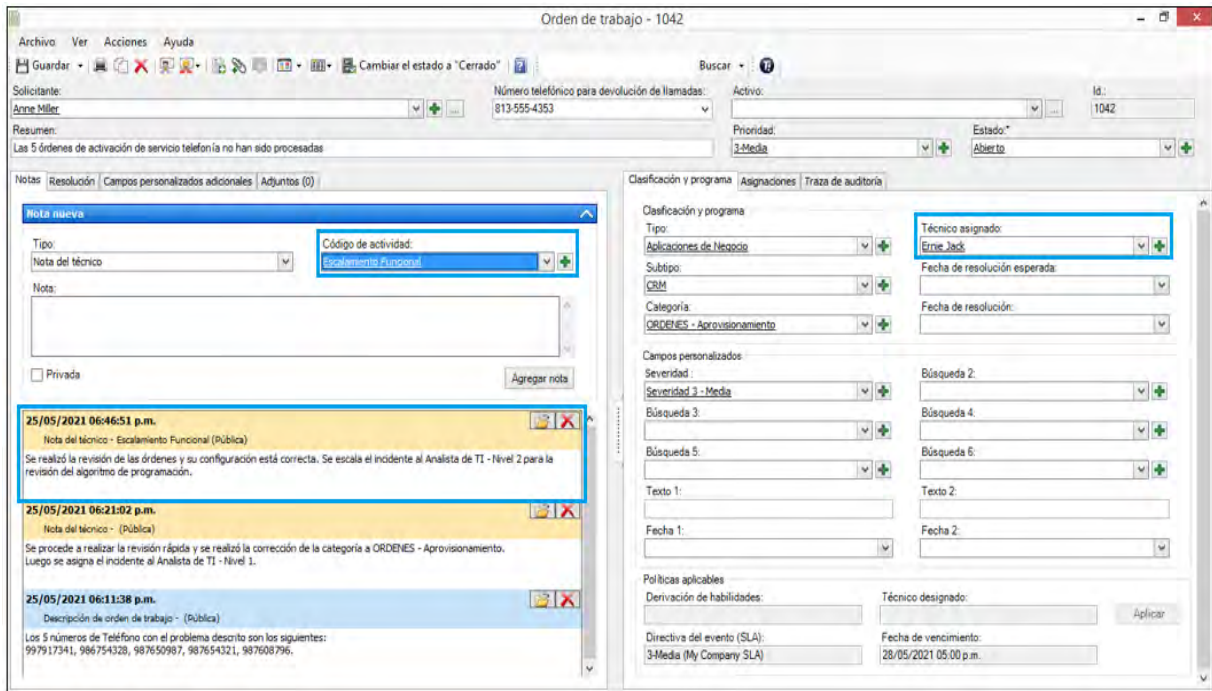 Orden de trabajo - 1042
Archivo Ver Acciones Ayuda
Guardar Cambiar el estado a "Cerrado" Buscar
Solicitante: Número telefónico para devolución de llamadas: Activo: Id.:
Anne Miller 813-555-4353 1042
Resumen: Prioridad: Estado:*
Las 5 órdenes de activación de servicio telefonía no han sido procesadas 3-Media Abierto
Notas Resolución Campos personalizados adicionales Adjuntos (0)
Nota nueva
Tipo: Código de actividad:
Nota del técnico Escalamiento Funcional
Nota:
Privada Agregar nota
25/05/2021 06:46:51 p.m.
Nota del técnico - Escalamiento Funcional (Pública)
Se realizó la revisión de las órdenes y su configuración está correcta. Se escala el incidente al Analista de TI - Nivel 2 para la
revisión del algoritmo de programación.
25/05/2021 06:21:02 p.m.
Nota del técnico - (Pública)
Se procede a realizar la revisión rápida y se realizó la corrección de la categoría a ORDENES - Aprovisionamiento.
Luego se asigna el incidente al Analista de TI - Nivel 1.
25/05/2021 06:11:38 p.m.
Descripción de orden de trabajo - (Pública)
Los 5 números de Teléfono con el problema descrito son los siguientes:
997917341, 986754328, 987650987, 987654321, 987608796.
Clasificación y programa Asignaciones Traza de auditoría
Clasificación y programa
Tipo: Técnico asignado:
Aplicaciones de Negocio Ernie Jack
Subtipo: Fecha de resolución esperada:
CRM
Categoría: Fecha de resolución:
ORDENES - Aprovisionamiento
Campos personalizados
Severidad : Búsqueda 2:
Severidad 3 - Media
Búsqueda 3: Búsqueda 4:
Búsqueda 5: Búsqueda 6:
Texto 1: Texto 2:
Fecha 1: Fecha 2:
Políticas aplicables
Derivación de habilidades: Técnico designado:
Aplicar
Directiva del evento (SLA): Fecha de vencimiento:
3-Media (My Company SLA) 28/05/2021 05:00 p.m.